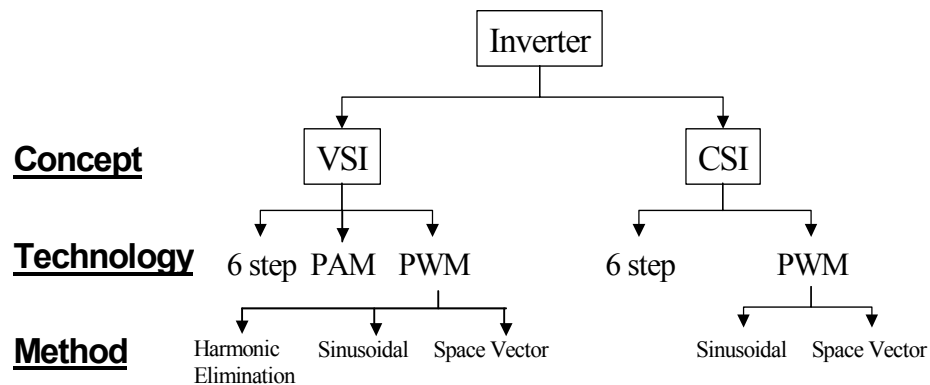 Inverter
Concept VSI CSI
Technology 6 step PAM PWM 6 step PWM
Method Harmonic Elimination Sinusoidal Space Vector Sinusoidal Space Vector